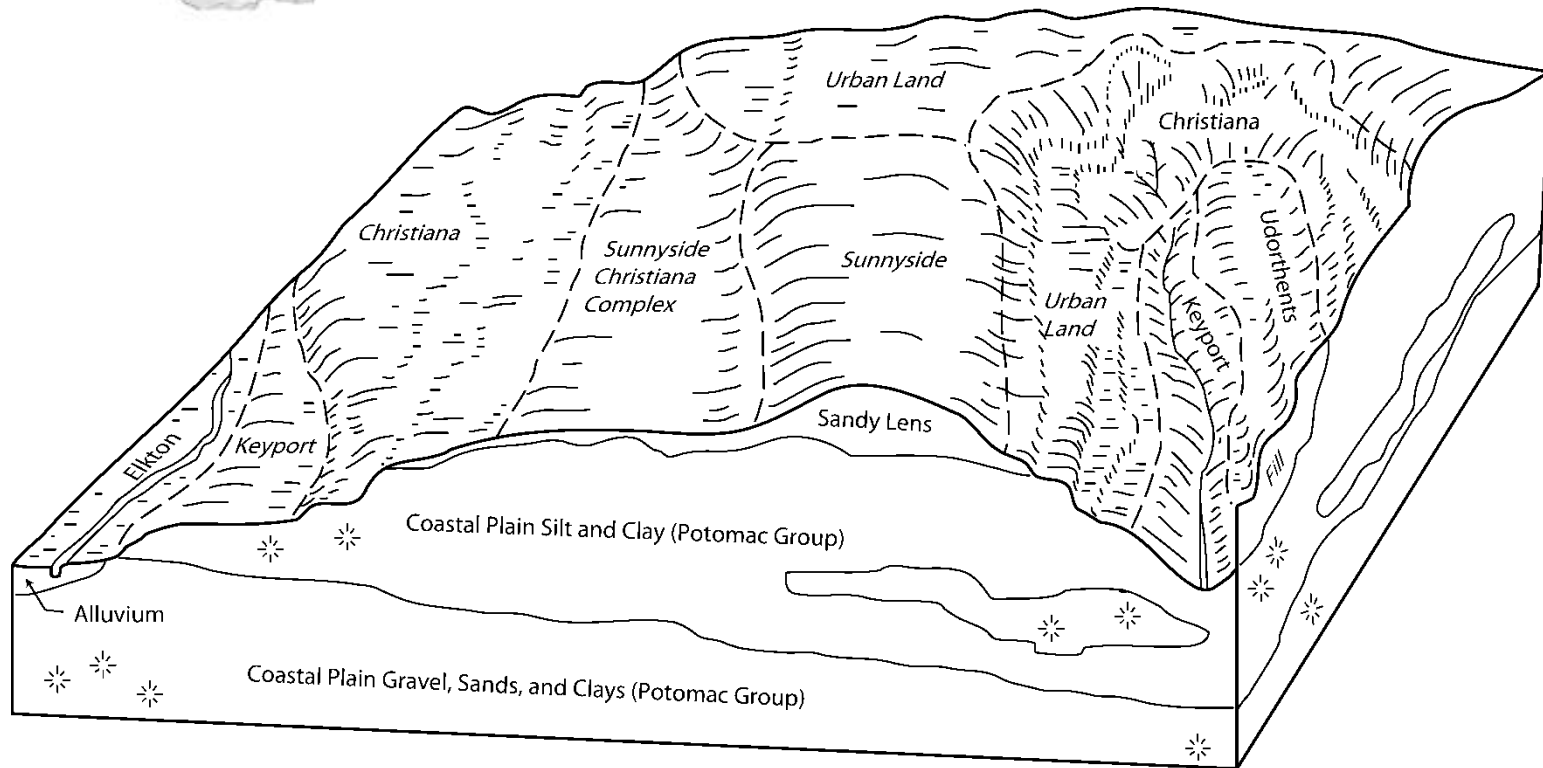 Urban Land
Christiana
Christiana
Sunnyside
Christiana
Complex
Sunnyside
Udorthents
Urban
Land
Keyport
Sandy Lens
Elkton
Keyport
Fill
Coastal Plain Silt and Clay (Potomac Group)
Alluvium
Coastal Plain Gravel, Sands, and Clays (Potomac Group)